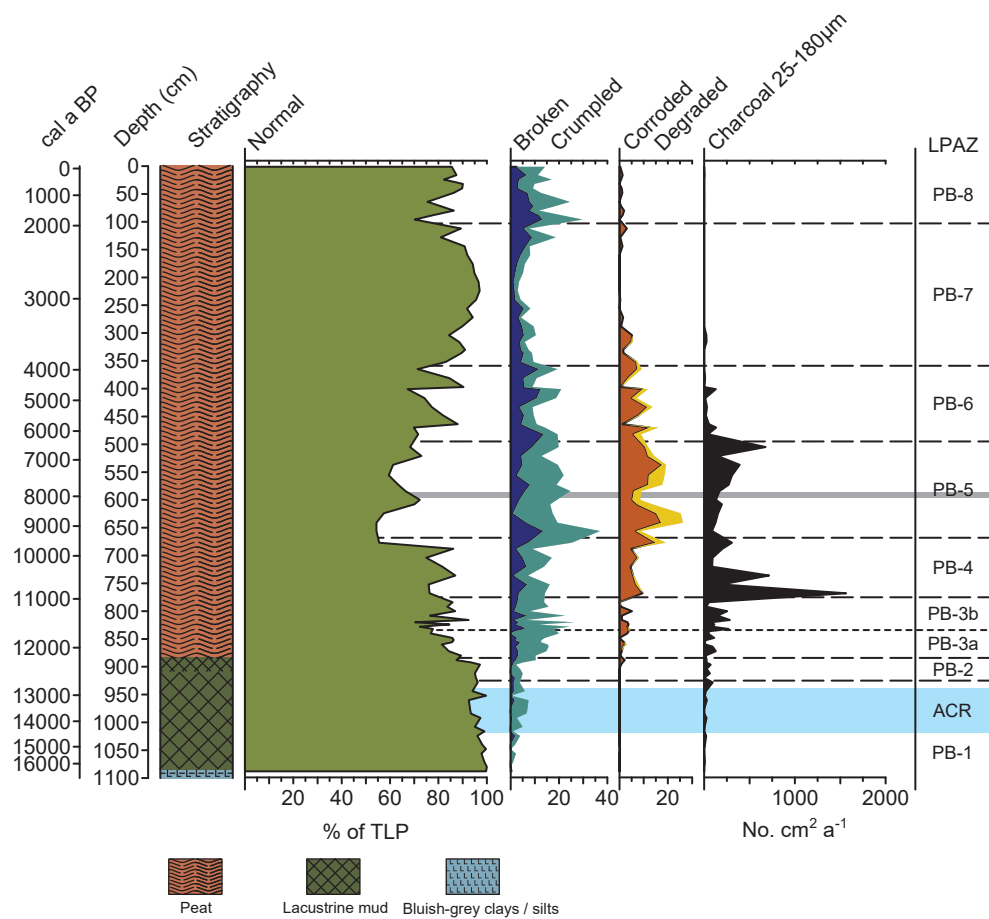 cal a BP
Depth (cm)
Stratigraphy
Normal
Broken
Crumpled
Corroded
Degraded
Charcoal 25-180µm
LPAZ
0
1000
2000
3000
4000
5000
6000
7000
8000
9000
10000
11000
12000
13000
14000
15000
16000
0
50
100
150
200
250
300
350
400
450
500
550
600
650
700
750
800
850
900
950
1000
1050
1100
PB-8
PB-7
PB-6
PB-5
PB-4
PB-3b
PB-3a
PB-2
ACR
PB-1
20 40 60 80 100 20 40 20 1000 2000
% of TLP No. cm² a⁻¹
Peat Lacustrine mud Bluish-grey clays / silts